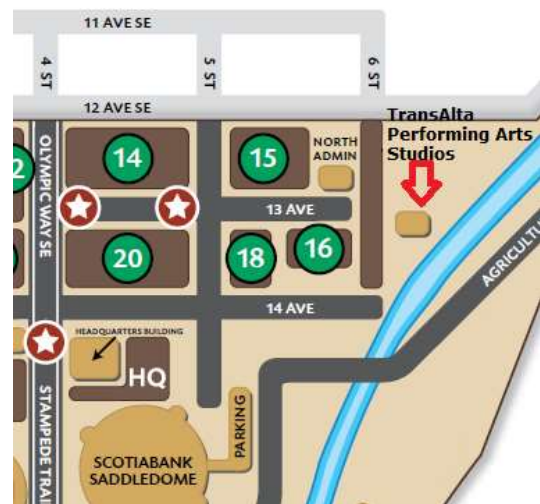 11 AVE SE
4 ST
5 ST
6 ST
12 AVE SE
TransAlta
Performing Arts
Studios
OLYMPIC WAY SE
2
14
15
NORTH
ADMIN
13 AVE
20
18
16
14 AVE
AGRICULTU
HEADQUARTERS BUILDING
HQ
STAMPEDE TRAI
PARKING
SCOTIABANK
SADDLEDOME